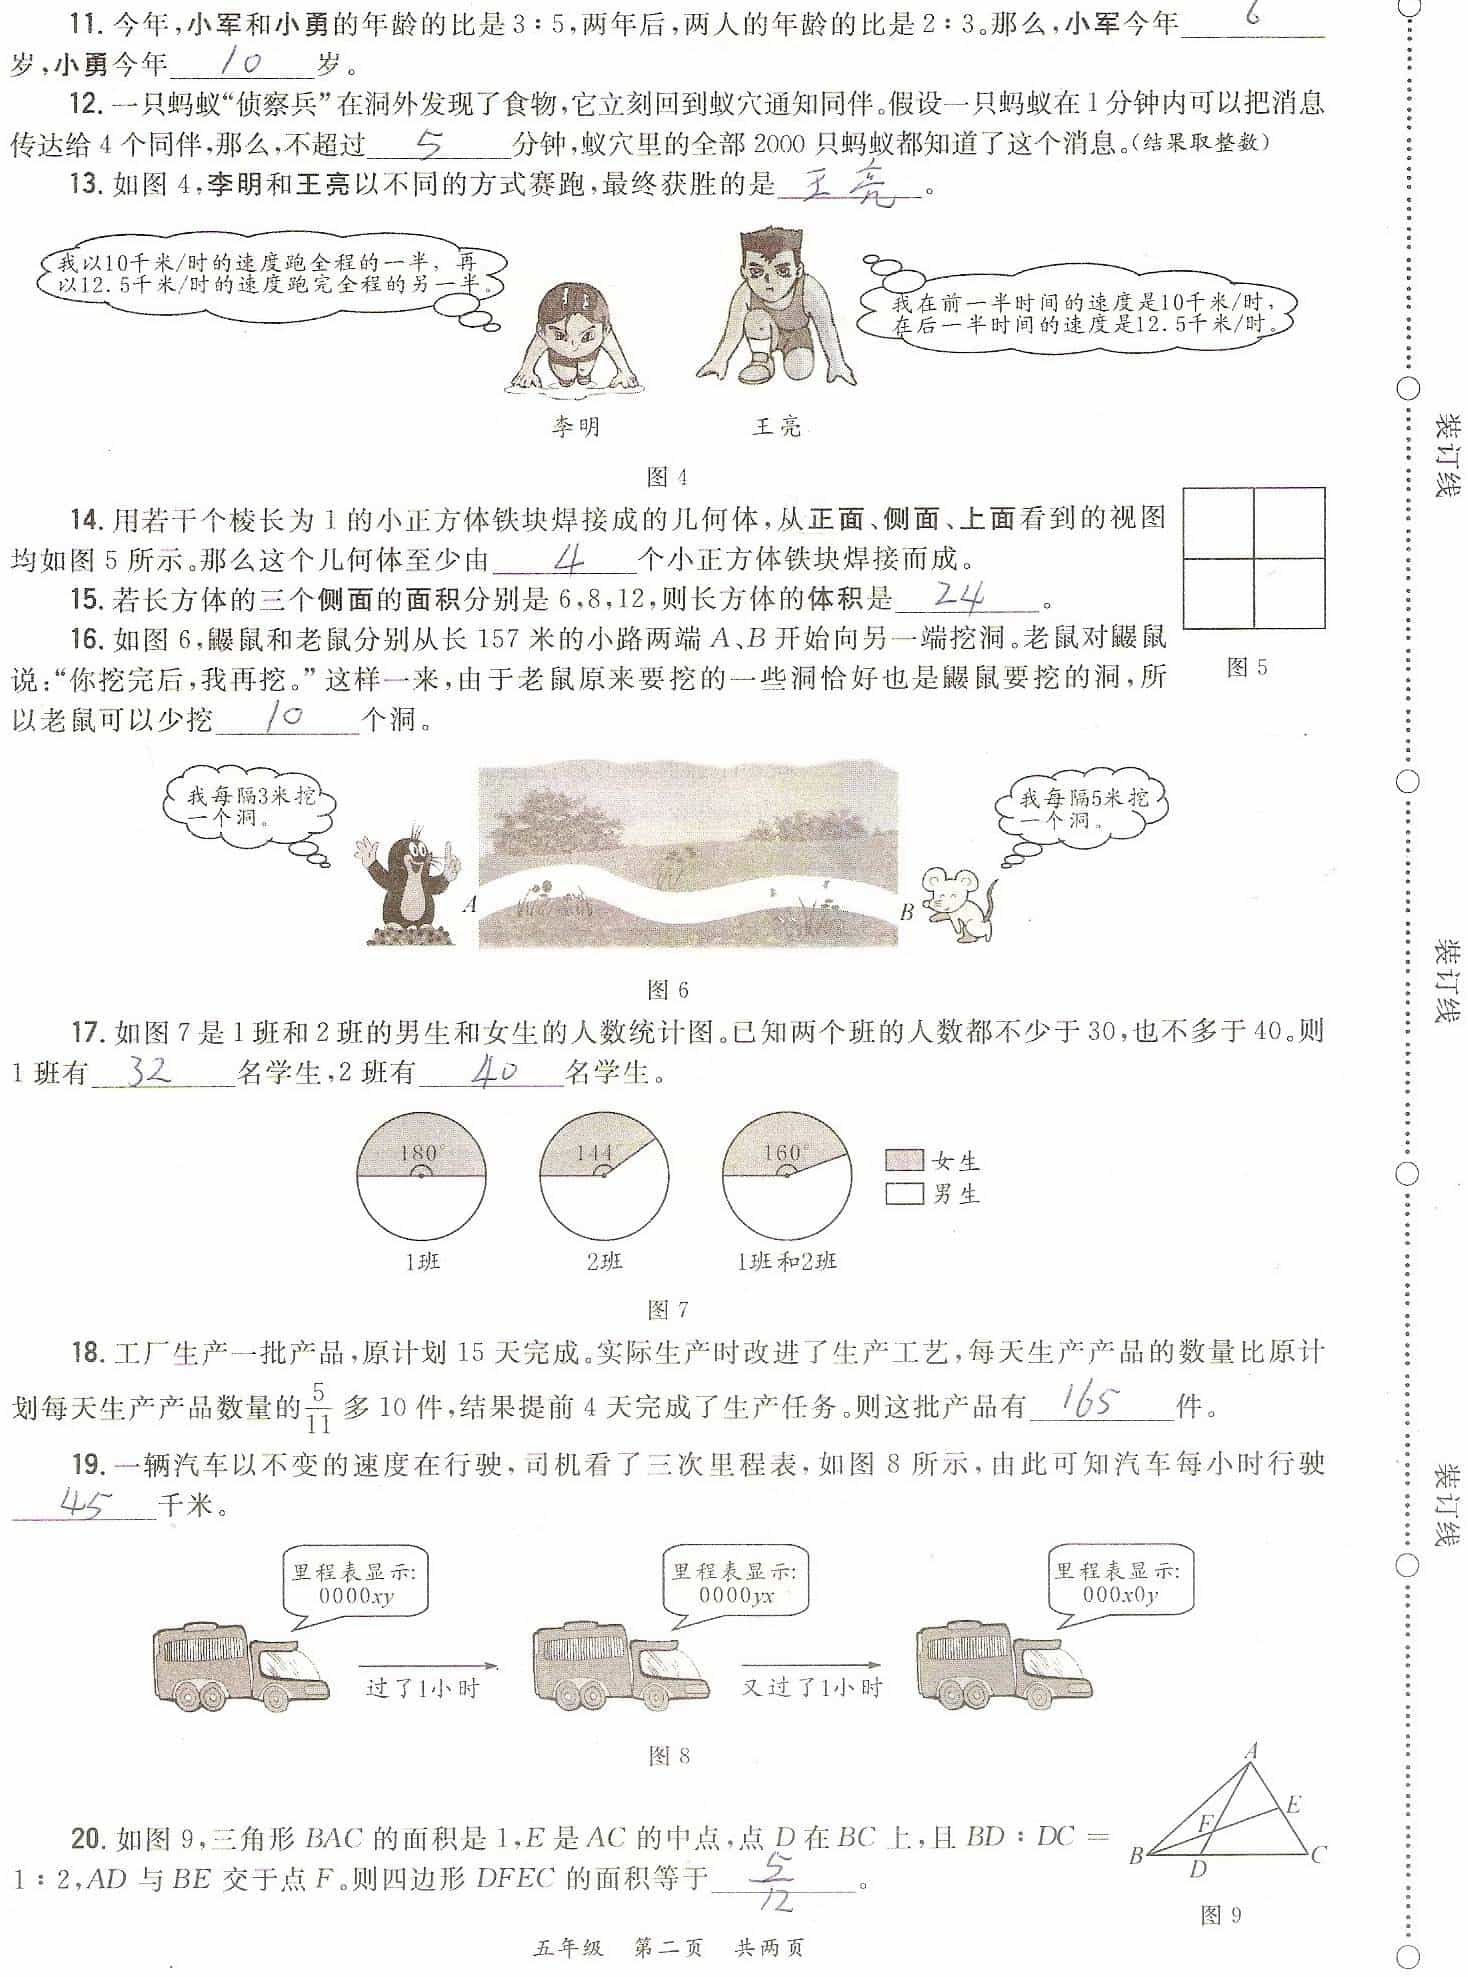 11. 今年,小军和小勇的年龄的比是 3∶5,两年后,两人的年龄的比是 2∶3。那么,小军今年 6
岁,小勇今年 10 岁。
12. 一只蚂蚁“侦察兵”在洞外发现了食物,它立刻回到蚁穴通知同伴。假设一只蚂蚁在 1 分钟内可以把消息
传达给 4 个同伴,那么,不超过 5 分钟,蚁穴里的全部 2000 只蚂蚁都知道了这个消息。(结果取整数)
13. 如图 4,李明和王亮以不同的方式赛跑,最终获胜的是 王亮 。
我以10千米/时的速度跑全程的一半,再
以12.5千米/时的速度跑完全程的另一半。
我在前一半时间的速度是10千米/时,
在后一半时间的速度是12.5千米/时。
李明
王亮
图 4
14. 用若干个棱长为 1 的小正方体铁块焊接成的几何体,从正面、侧面、上面看到的视图
均如图 5 所示。那么这个几何体至少由 4 个小正方体铁块焊接而成。
15. 若长方体的三个侧面的面积分别是 6,8,12,则长方体的体积是 24 。
16. 如图 6,鼹鼠和老鼠分别从长 157 米的小路两端 A、B 开始向另一端挖洞。老鼠对鼹鼠
图 5
说:“你挖完后,我再挖。”这样一来,由于老鼠原来要挖的一些洞恰好也是鼹鼠要挖的洞,所
以老鼠可以少挖 10 个洞。
我每隔3米挖
一个洞。
我每隔5米挖
一个洞。
A
B
图 6
17. 如图 7 是 1 班和 2 班的男生和女生的人数统计图。已知两个班的人数都不少于 30,也不多于 40。则
1 班有 32 名学生,2 班有 40 名学生。
180°
144°
160°
女生
男生
1班
2班
1班和2班
图 7
18. 工厂生产一批产品,原计划 15 天完成。实际生产时改进了生产工艺,每天生产产品的数量比原计
划每天生产产品数量的 5/11 多 10 件,结果提前 4 天完成了生产任务。则这批产品有 165 件。
19. 一辆汽车以不变的速度在行驶,司机看了三次里程表,如图 8 所示,由此可知汽车每小时行驶
45 千米。
里程表显示:
0000xy
里程表显示:
0000yx
里程表显示:
000x0y
过了1小时
又过了1小时
图 8
20. 如图 9,三角形 BAC 的面积是 1,E 是 AC 的中点,点 D 在 BC 上,且 BD∶DC=
1∶2,AD 与 BE 交于点 F。则四边形 DFEC 的面积等于 5/12 。
A
E
F
B
D
C
图 9
五年级 第二页 共两页
装订线
装订线
装订线